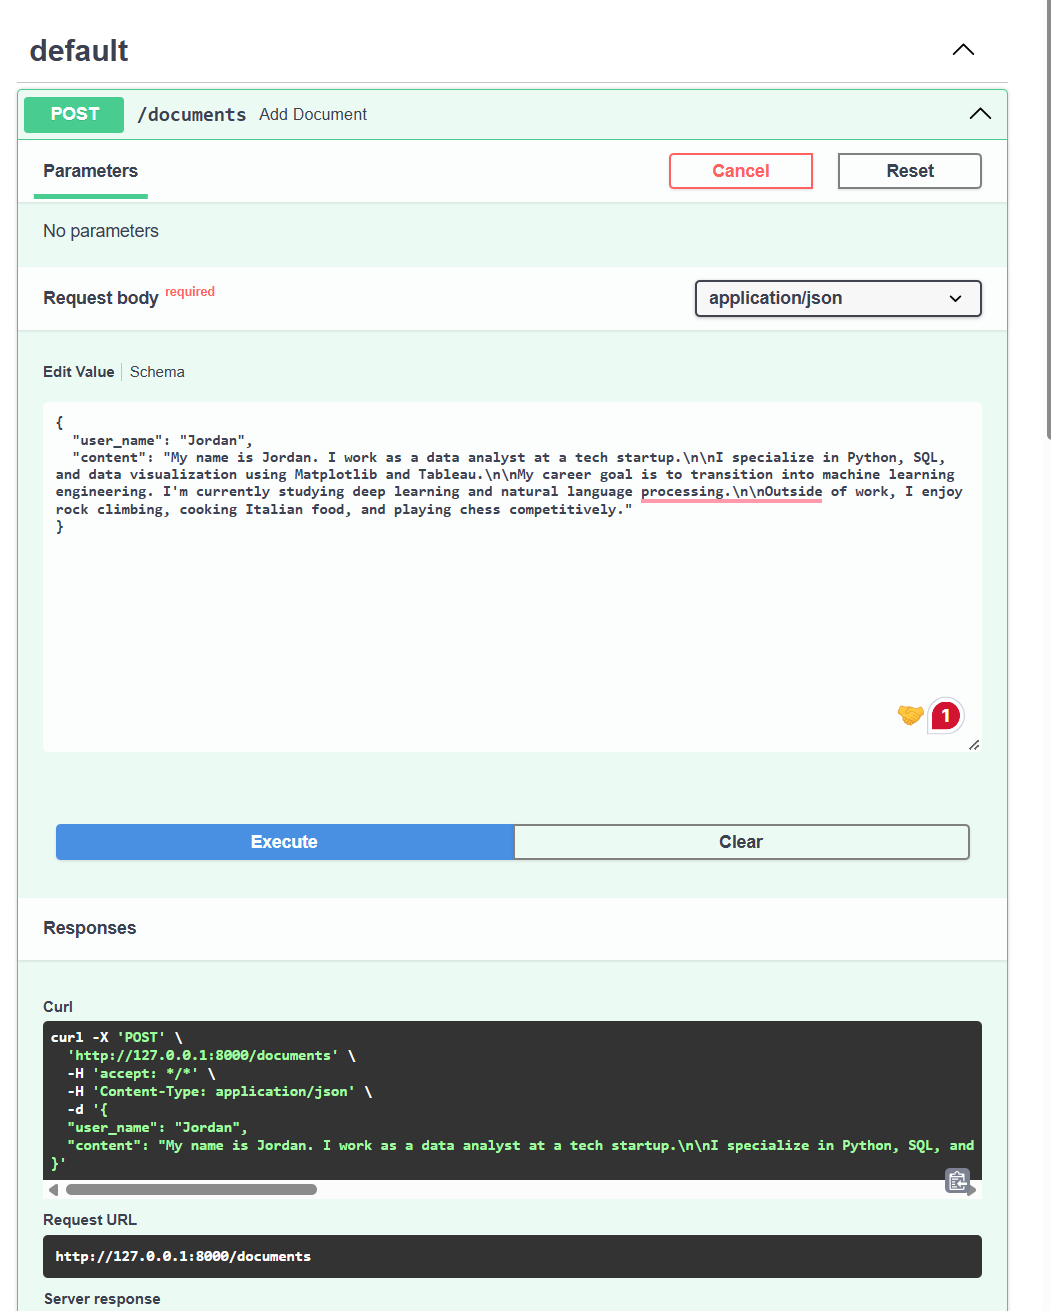 default
POST /documents Add Document
Parameters
Cancel
Reset
No parameters
Request body required
application/json
Edit Value
Schema
{
  "user_name": "Jordan",
  "content": "My name is Jordan. I work as a data analyst at a tech startup.\n\nI specialize in Python, SQL,
and data visualization using Matplotlib and Tableau.\n\nMy career goal is to transition into machine learning
engineering. I'm currently studying deep learning and natural language processing.\n\nOutside of work, I enjoy
rock climbing, cooking Italian food, and playing chess competitively."
}
1
Execute
Clear
Responses
Curl
curl -X 'POST' \
  'http://127.0.0.1:8000/documents' \
  -H 'accept: */*' \
  -H 'Content-Type: application/json' \
  -d '{
  "user_name": "Jordan",
  "content": "My name is Jordan. I work as a data analyst at a tech startup.\n\nI specialize in Python, SQL, and
}'
Request URL
http://127.0.0.1:8000/documents
Server response